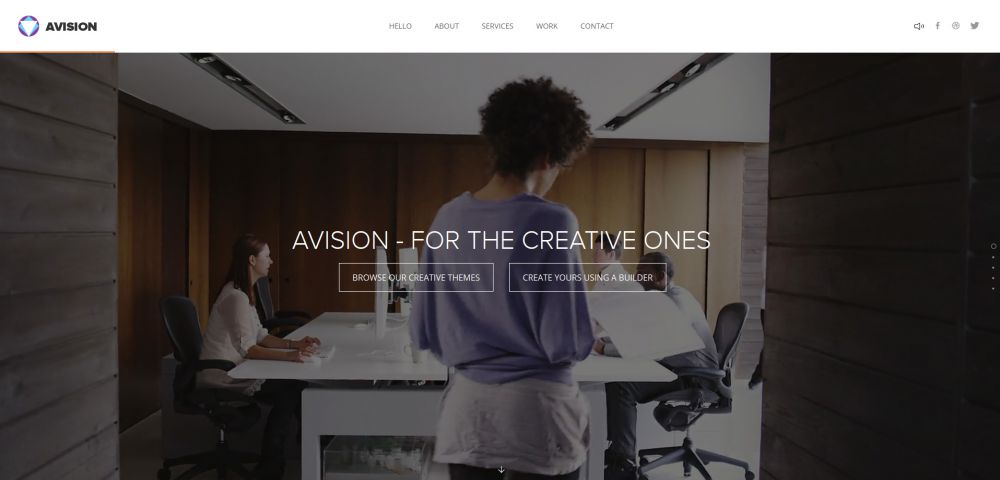 AVISION
HELLO ABOUT SERVICES WORK CONTACT
AVISION - FOR THE CREATIVE ONES
BROWSE OUR CREATIVE THEMES CREATE YOURS USING A BUILDER